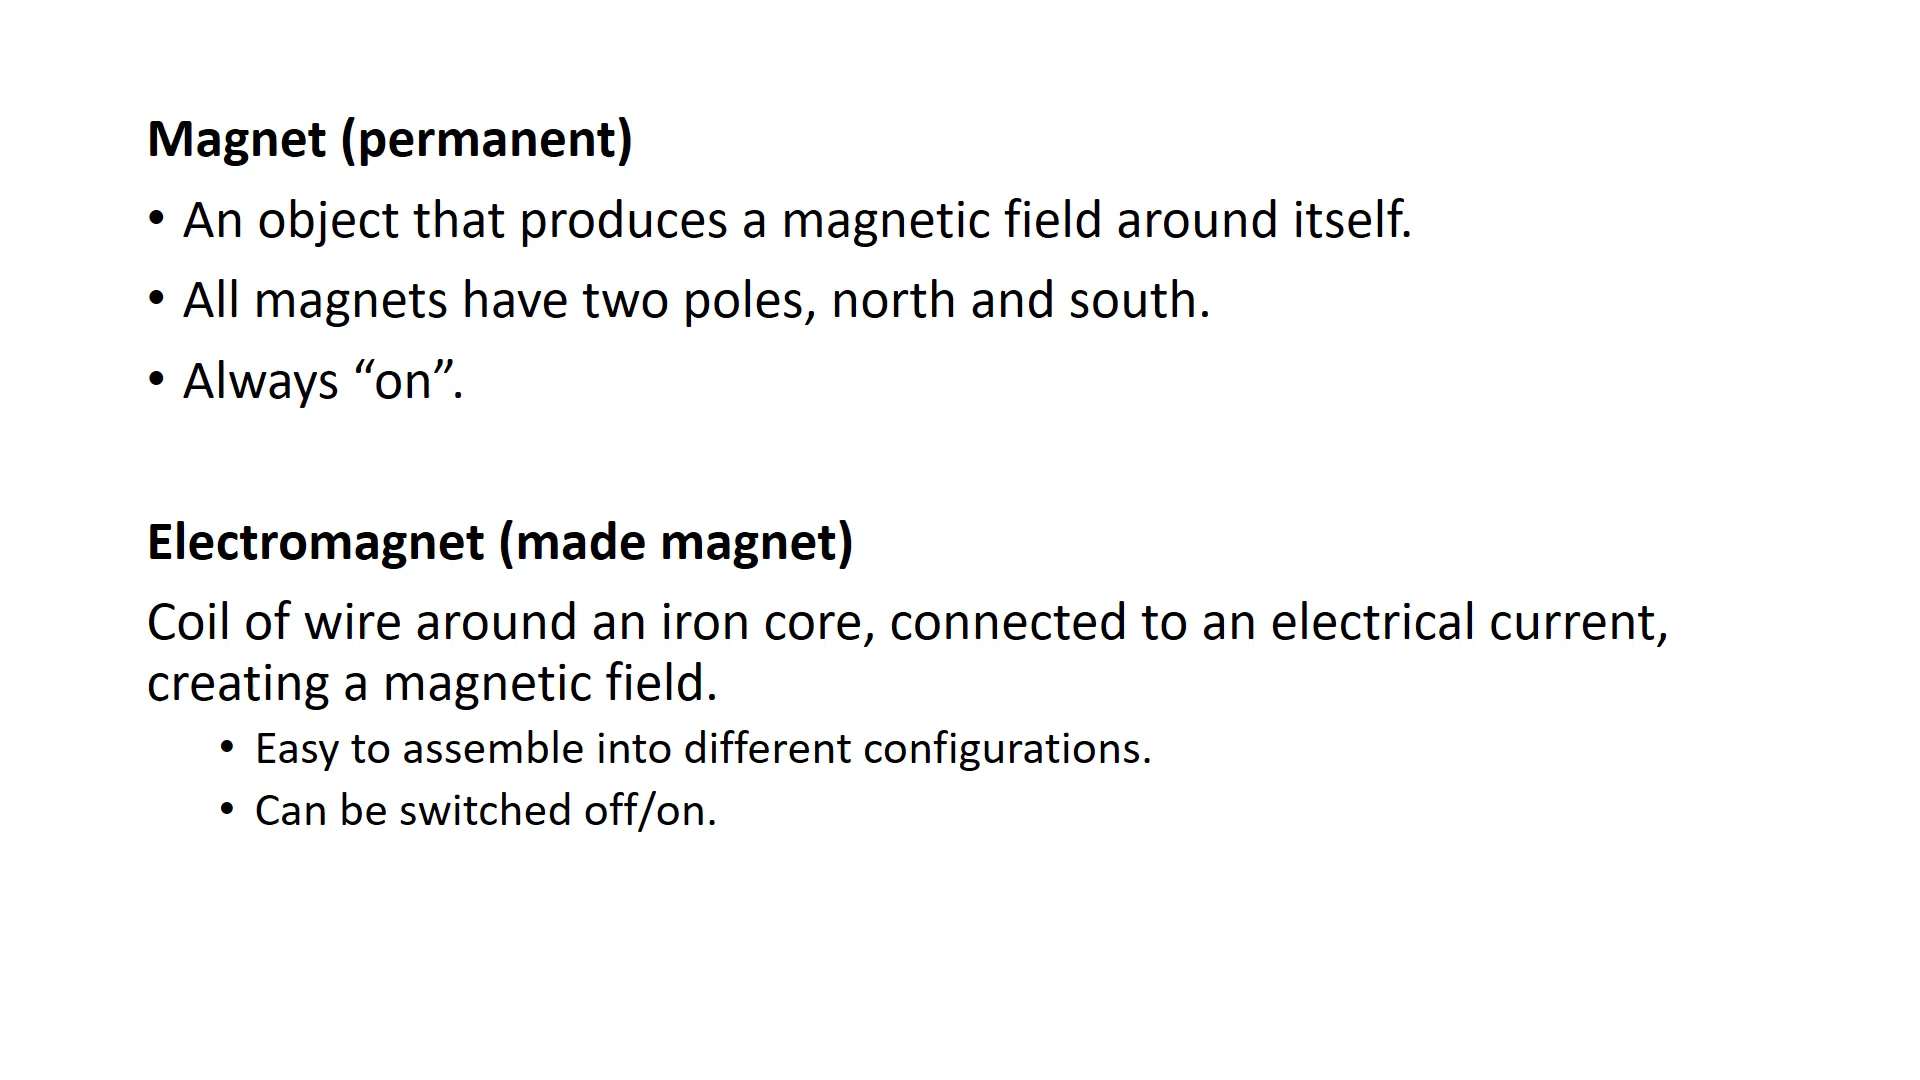 Magnet (permanent)
• An object that produces a magnetic field around itself.
• All magnets have two poles, north and south.
• Always “on”.
Electromagnet (made magnet)
Coil of wire around an iron core, connected to an electrical current,
creating a magnetic field.
• Easy to assemble into different configurations.
• Can be switched off/on.